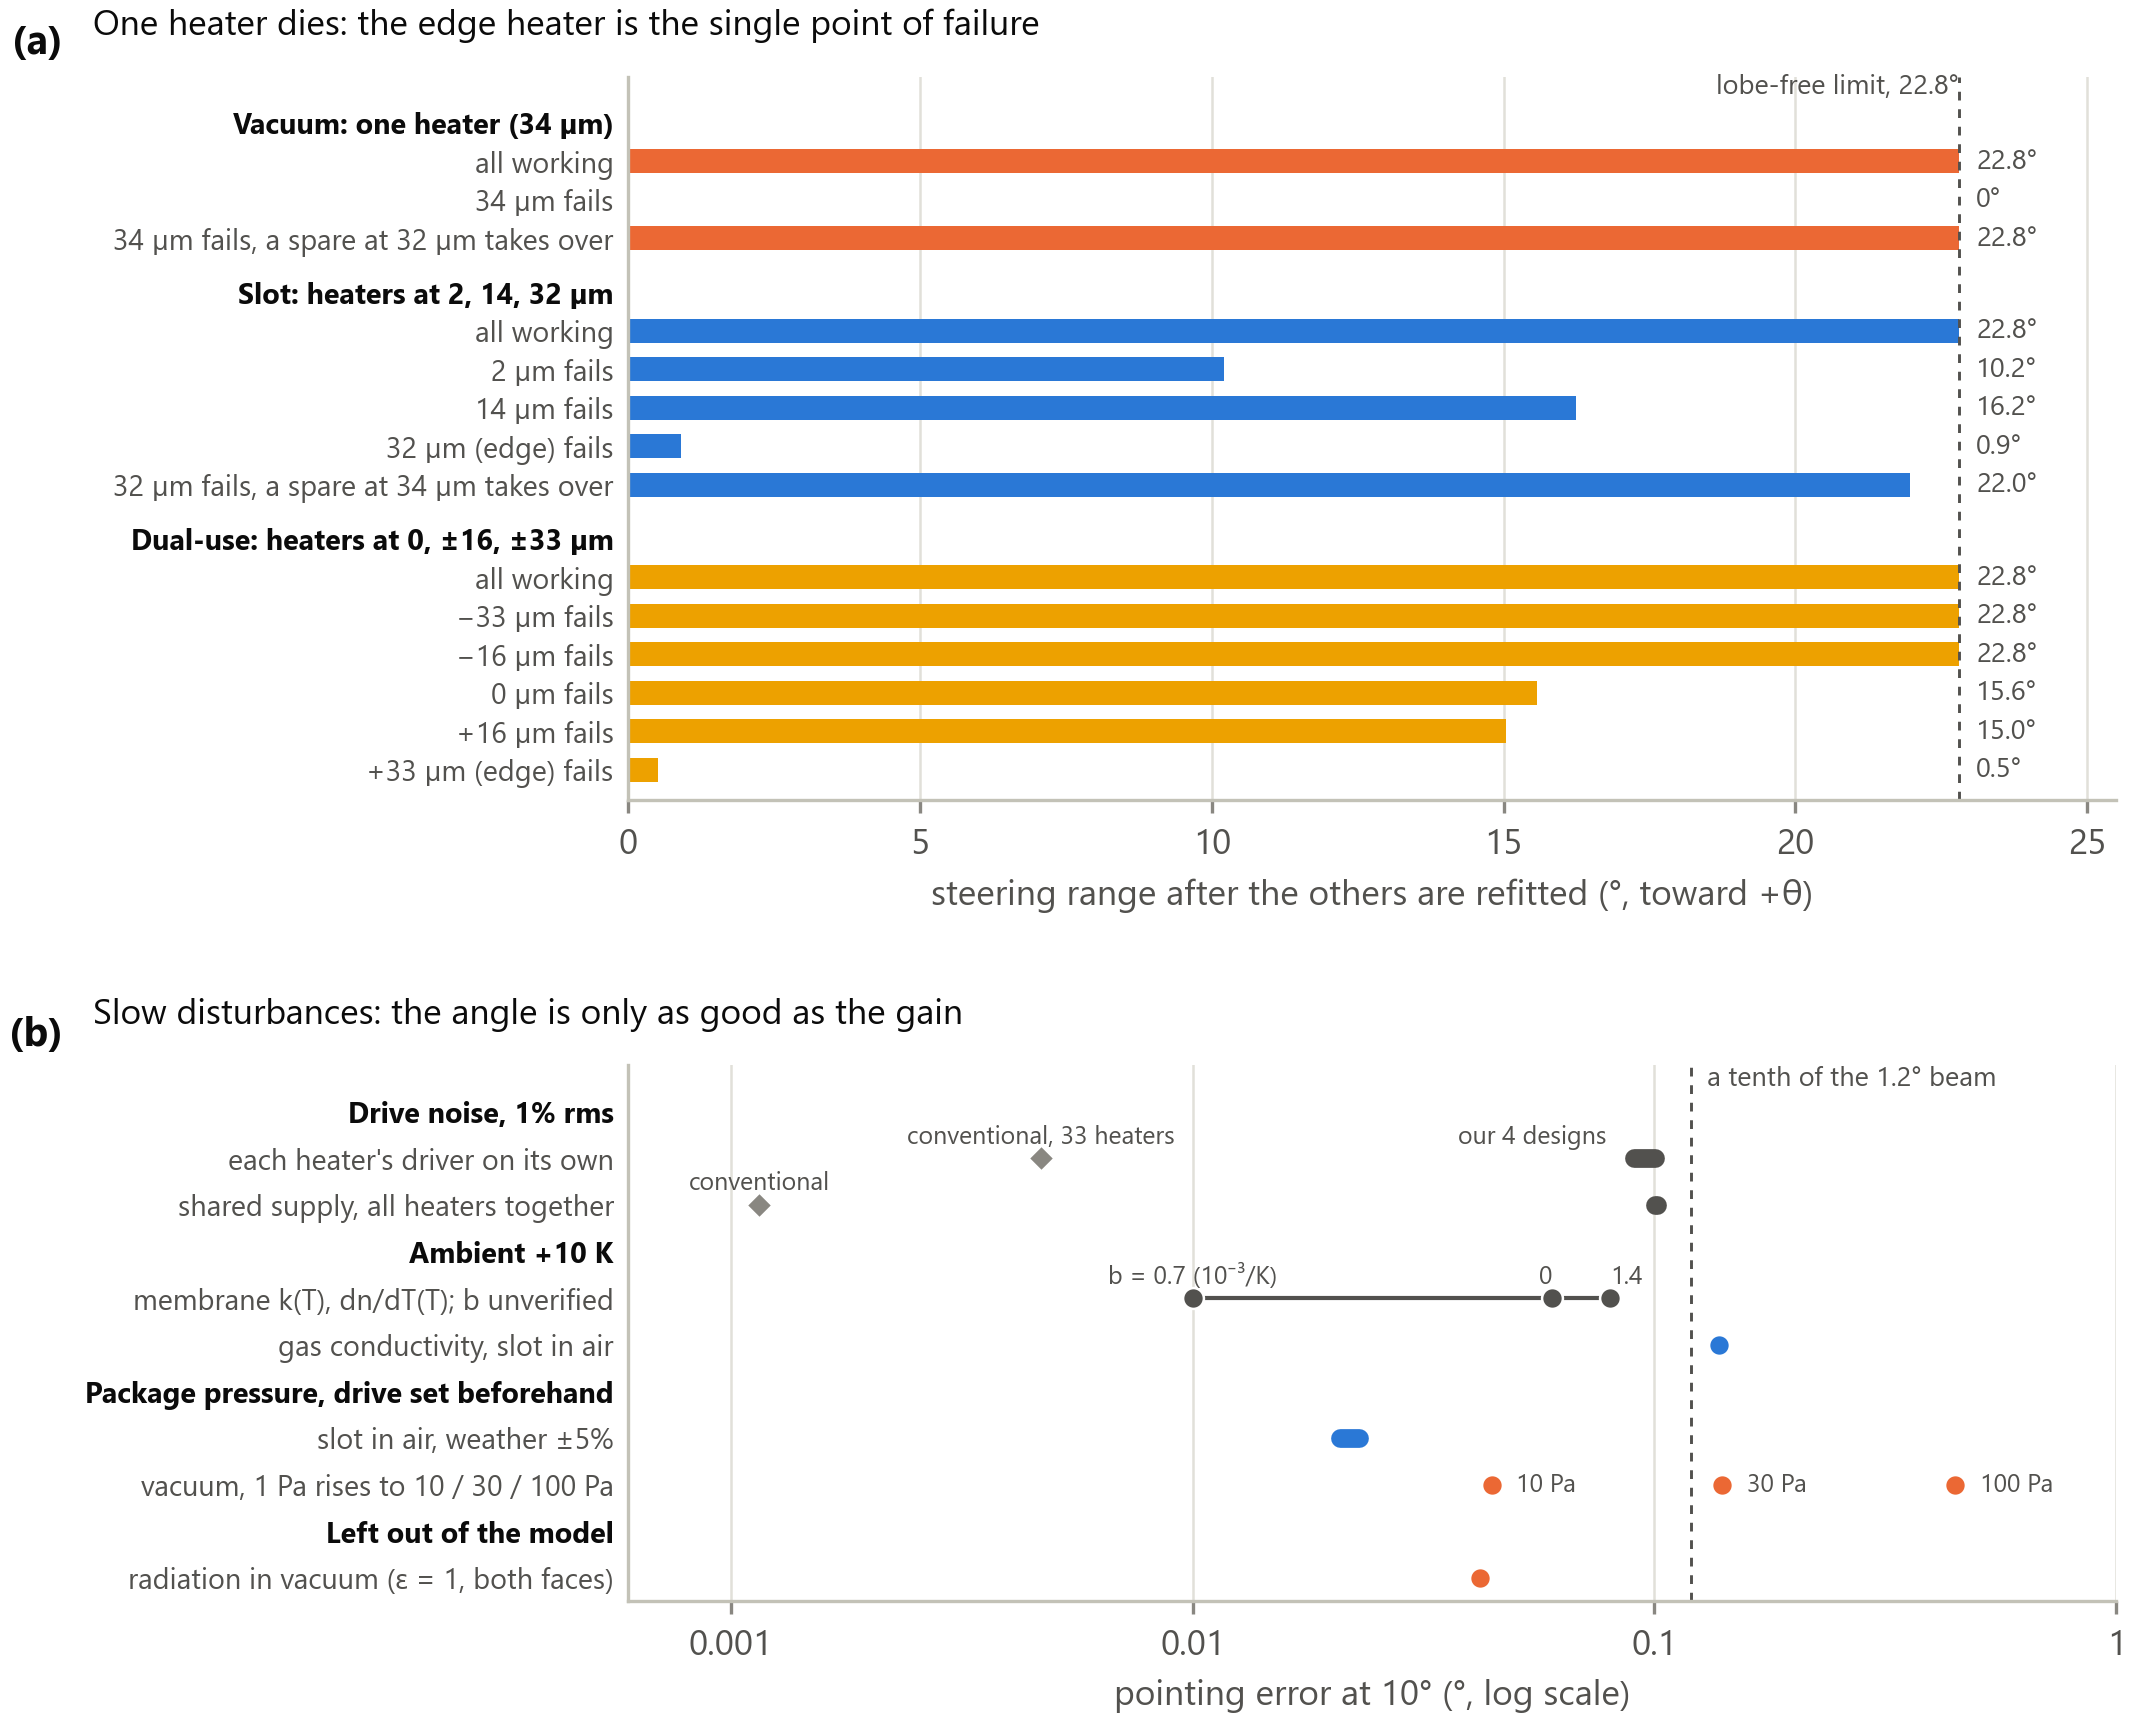 (a)
One heater dies: the edge heater is the single point of failure
lobe-free limit, 22.8°
Vacuum: one heater (34 µm)
all working 22.8°
34 µm fails 0°
34 µm fails, a spare at 32 µm takes over 22.8°
Slot: heaters at 2, 14, 32 µm
all working 22.8°
2 µm fails 10.2°
14 µm fails 16.2°
32 µm (edge) fails 0.9°
32 µm fails, a spare at 34 µm takes over 22.0°
Dual-use: heaters at 0, ±16, ±33 µm
all working 22.8°
−33 µm fails 22.8°
−16 µm fails 22.8°
0 µm fails 15.6°
+16 µm fails 15.0°
+33 µm (edge) fails 0.5°
0 5 10 15 20 25
steering range after the others are refitted (°, toward +θ)
(b)
Slow disturbances: the angle is only as good as the gain
a tenth of the 1.2° beam
Drive noise, 1% rms
conventional, 33 heaters our 4 designs
each heater's driver on its own
conventional
shared supply, all heaters together
Ambient +10 K
b = 0.7 (10⁻³/K) 0 1.4
membrane k(T), dn/dT(T); b unverified
gas conductivity, slot in air
Package pressure, drive set beforehand
slot in air, weather ±5%
vacuum, 1 Pa rises to 10 / 30 / 100 Pa 10 Pa 30 Pa 100 Pa
Left out of the model
radiation in vacuum (ε = 1, both faces)
0.001 0.01 0.1 1
pointing error at 10° (°, log scale)